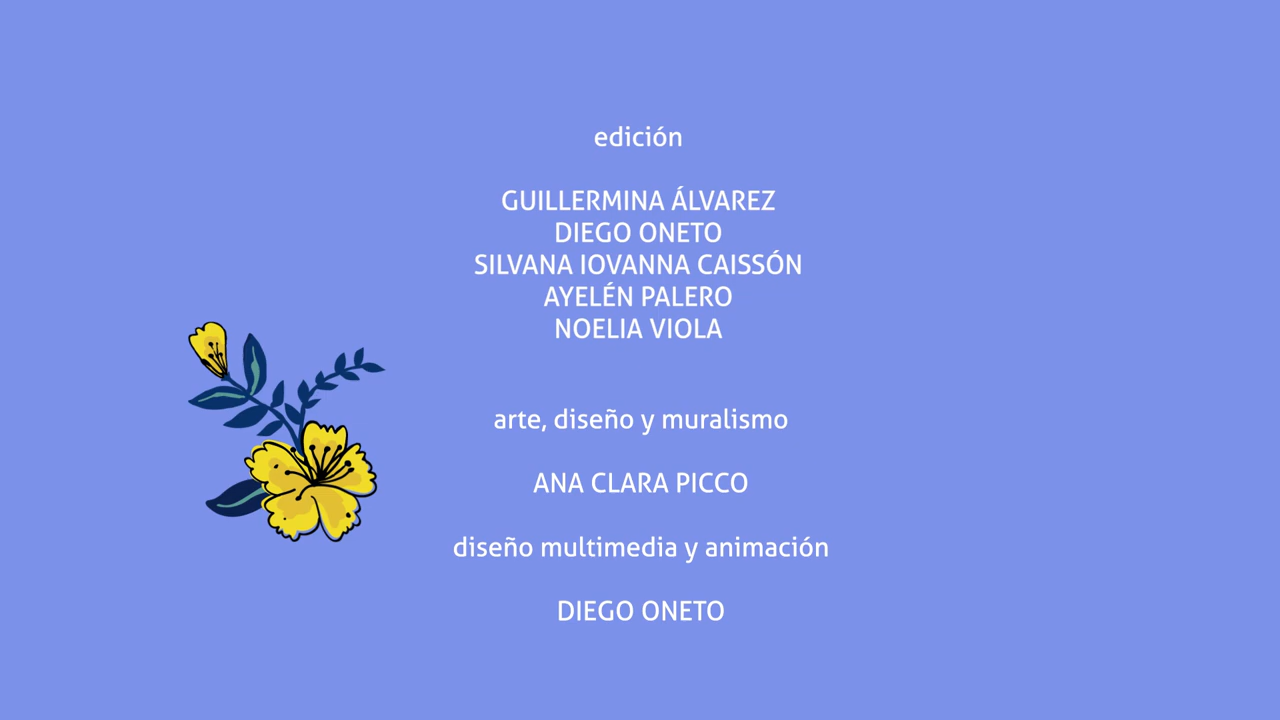 edición
GUILLERMINA ÁLVAREZ
DIEGO ONETO
SILVANA IOVANNA CAISSÓN
AYELÉN PALERO
NOELIA VIOLA
arte, diseño y muralismo
ANA CLARA PICCO
diseño multimedia y animación
DIEGO ONETO